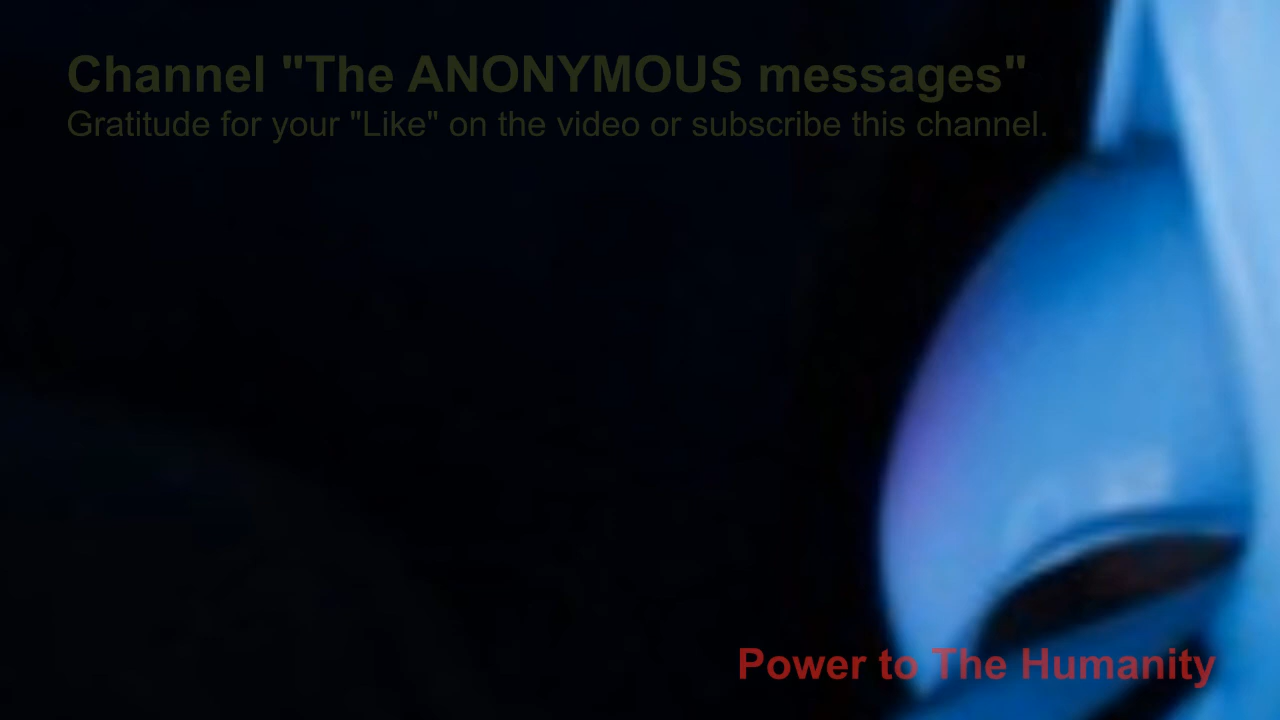 Channel "The ANONYMOUS messages"
Gratitude for your "Like" on the video or subscribe this channel.
Power to The Humanity